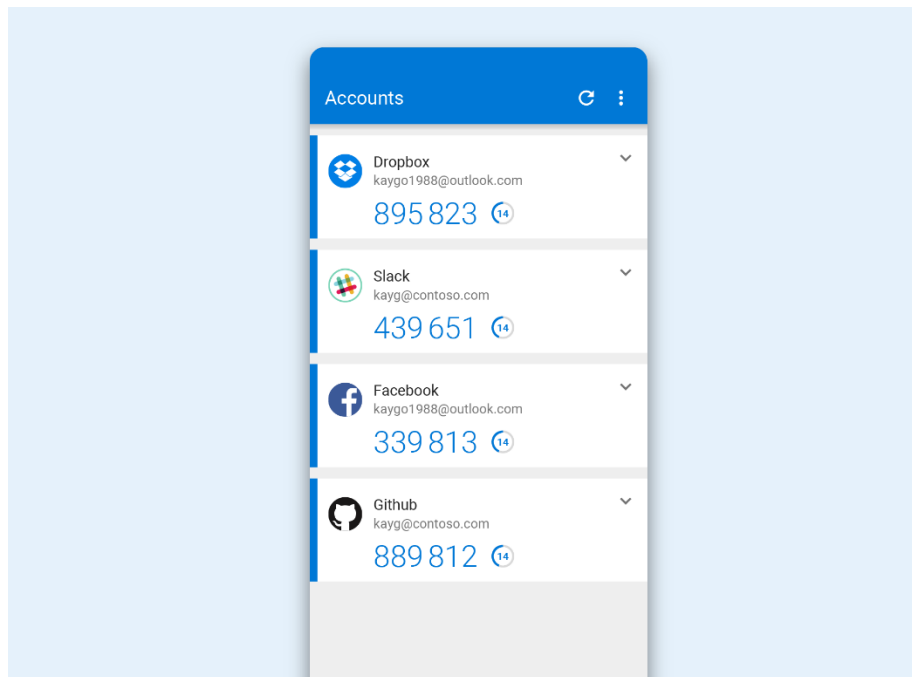 Accounts
Dropbox
kaygo1988@outlook.com
895 823 14
Slack
kayg@contoso.com
439 651 14
Facebook
kaygo1988@outlook.com
339 813 14
Github
kayg@contoso.com
889 812 14